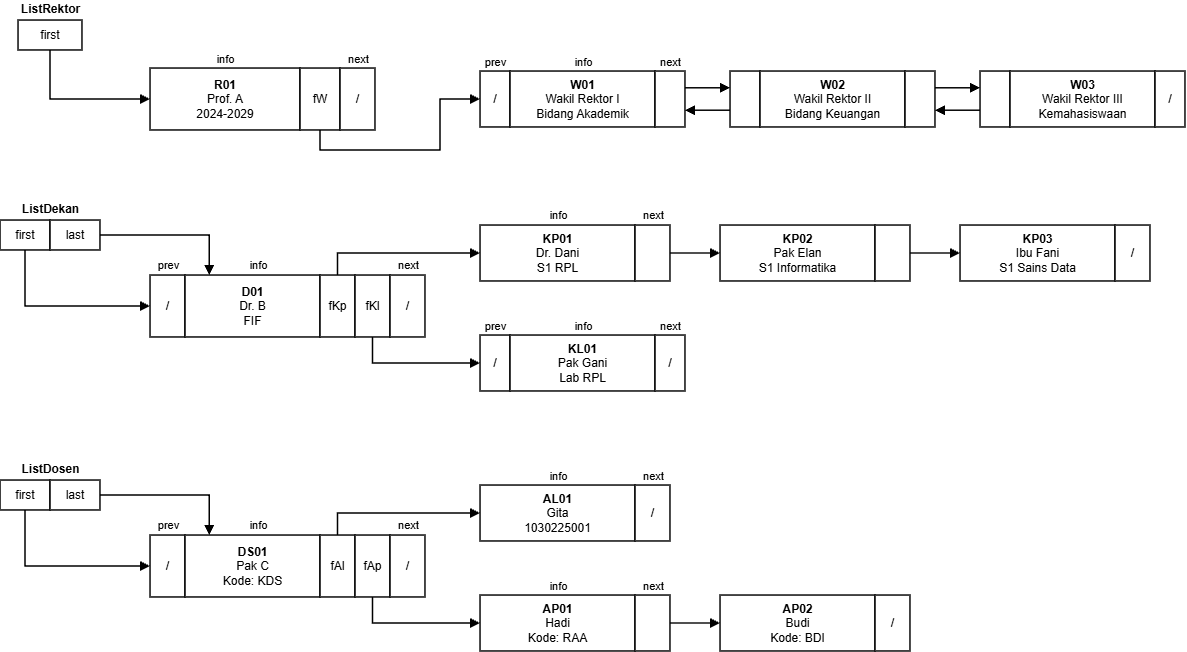 ListRektor
first
info
next
R01
Prof. A
2024-2029
fW
/
prev
info
next
/
W01
Wakil Rektor I
Bidang Akademik
W02
Wakil Rektor II
Bidang Keuangan
W03
Wakil Rektor III
Kemahasiswaan
/
ListDekan
first
last
prev
info
next
/
D01
Dr. B
FIF
fKp
fKl
/
info
next
KP01
Dr. Dani
S1 RPL
KP02
Pak Elan
S1 Informatika
KP03
Ibu Fani
S1 Sains Data
/
prev
info
next
/
KL01
Pak Gani
Lab RPL
/
ListDosen
first
last
prev
info
next
/
DS01
Pak C
Kode: KDS
fAl
fAp
/
info
next
AL01
Gita
1030225001
/
info
next
AP01
Hadi
Kode: RAA
AP02
Budi
Kode: BDI
/